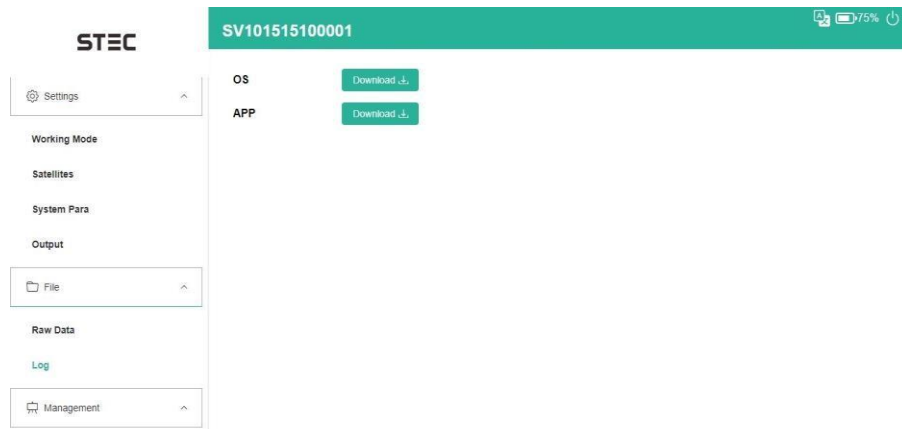 STEC
SV101515100001
75%
Settings
Working Mode
Satellites
System Para
Output
File
Raw Data
Log
Management
OS
Download
APP
Download